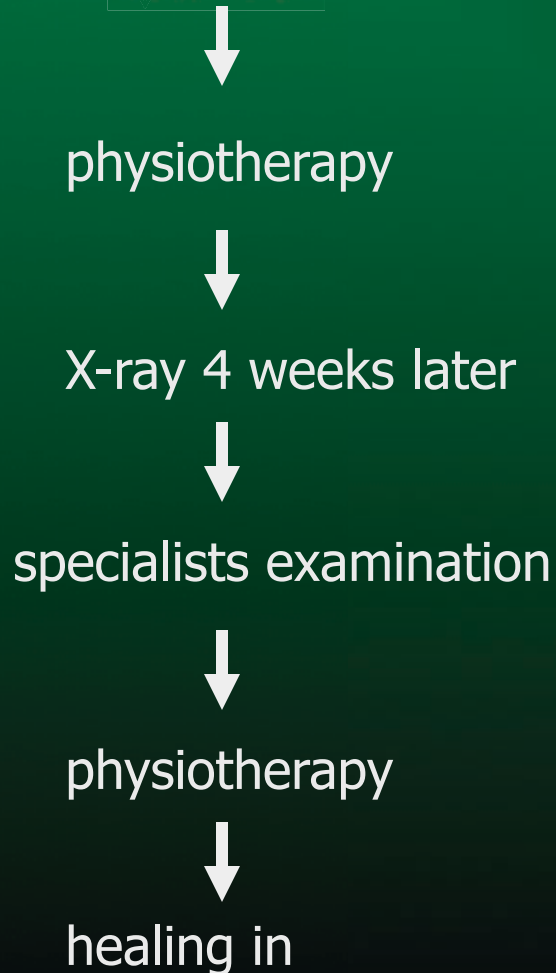 physiotherapy
X-ray 4 weeks later
specialists examination
physiotherapy
healing in